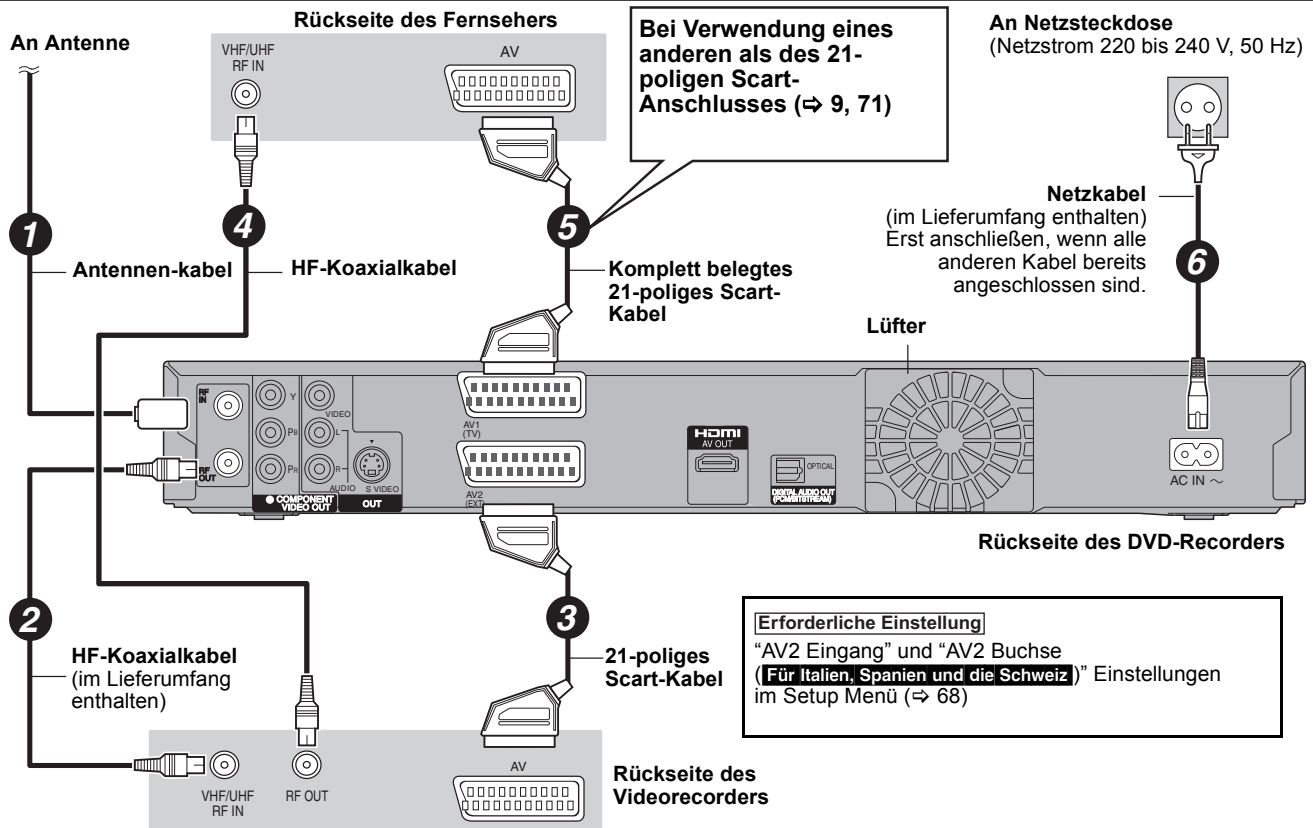 Rückseite des Fernsehers
An Antenne
VHF/UHF
RF IN
AV
Bei Verwendung eines
anderen als des 21-
poligen Scart-
Anschlusses (⇨ 9, 71)
An Netzsteckdose
(Netzstrom 220 bis 240 V, 50 Hz)
1
4
5
6
Antennen-kabel
HF-Koaxialkabel
Komplett belegtes
21-poliges Scart-
Kabel
Netzkabel
(im Lieferumfang enthalten)
Erst anschließen, wenn alle
anderen Kabel bereits
angeschlossen sind.
Lüfter
RF
IN
RF
OUT
Y
PB
PR
COMPONENT
VIDEO OUT
VIDEO
L
R
AUDIO
S VIDEO
OUT
AV1
(TV)
AV2
(EXT)
HDMI
AV OUT
OPTICAL
DIGITAL AUDIO OUT
(PCM/BITSTREAM)
AC IN ～
Rückseite des DVD-Recorders
2
HF-Koaxialkabel
(im Lieferumfang
enthalten)
3
21-poliges
Scart-Kabel
Erforderliche Einstellung
“AV2 Eingang” und “AV2 Buchse
(Für Italien, Spanien und die Schweiz)” Einstellungen
im Setup Menü (⇨ 68)
VHF/UHF
RF IN
RF OUT
AV
Rückseite des
Videorecorders